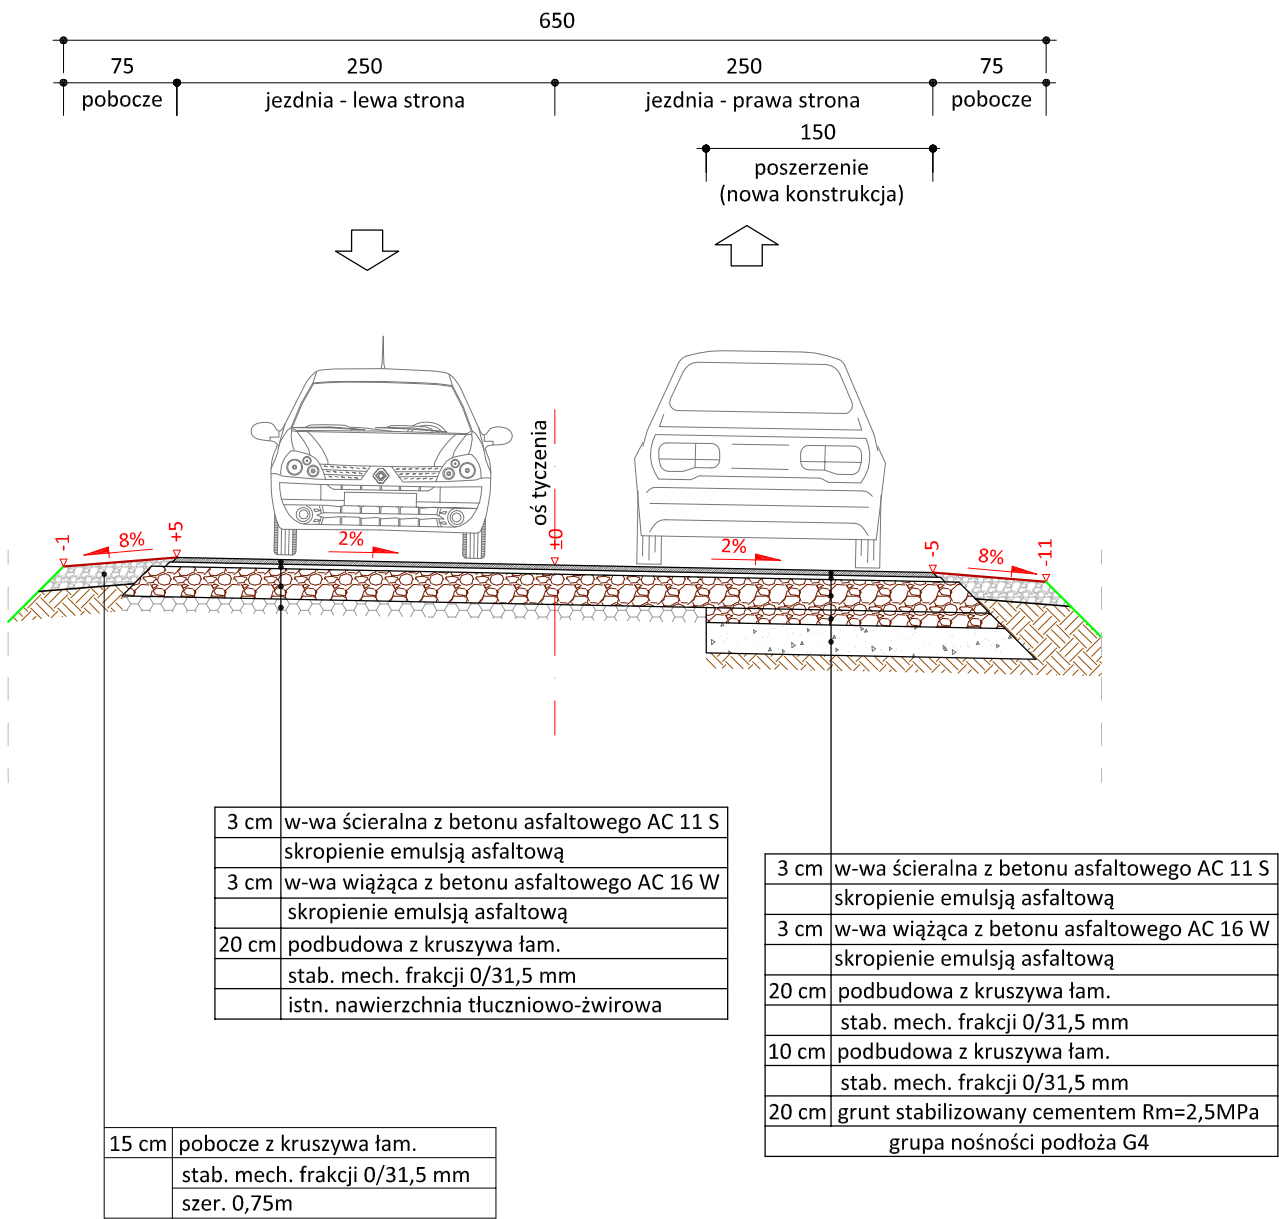 650
75 250 250 75
pobocze jezdnia - lewa strona jezdnia - prawa strona pobocze
150
poszerzenie
(nowa konstrukcja)
oś tyczenia
-1 8% +5 2% ±0 2% -5 8% -11
3 cm w-wa ścieralna z betonu asfaltowego AC 11 S
skropienie emulsją asfaltową
3 cm w-wa wiążąca z betonu asfaltowego AC 16 W
skropienie emulsją asfaltową
20 cm podbudowa z kruszywa łam.
stab. mech. frakcji 0/31,5 mm
istn. nawierzchnia tłuczniowo-żwirowa
3 cm w-wa ścieralna z betonu asfaltowego AC 11 S
skropienie emulsją asfaltową
3 cm w-wa wiążąca z betonu asfaltowego AC 16 W
skropienie emulsją asfaltową
20 cm podbudowa z kruszywa łam.
stab. mech. frakcji 0/31,5 mm
10 cm podbudowa z kruszywa łam.
stab. mech. frakcji 0/31,5 mm
20 cm grunt stabilizowany cementem Rm=2,5MPa
grupa nośności podłoża G4
15 cm pobocze z kruszywa łam.
stab. mech. frakcji 0/31,5 mm
szer. 0,75m